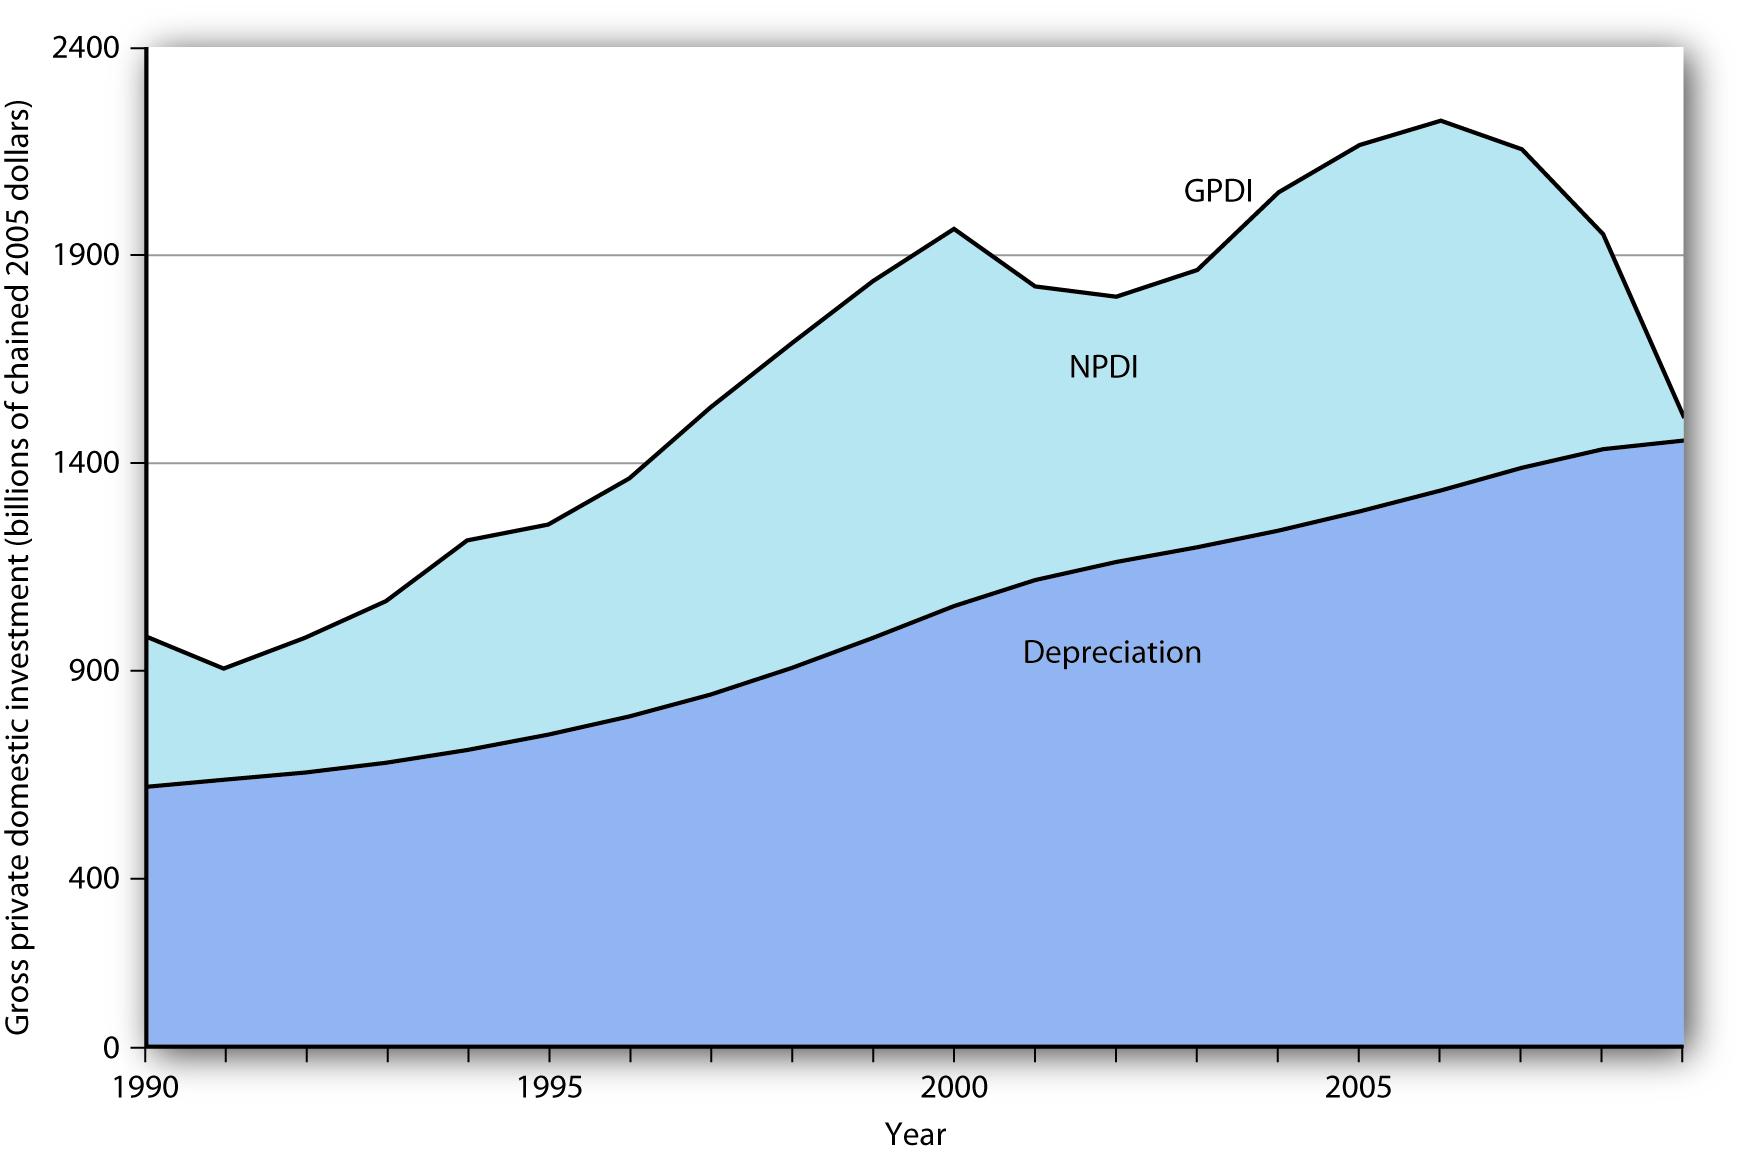 Gross private domestic investment (billions of chained 2005 dollars)
2400
1900
1400
900
400
0
GPDI
NPDI
Depreciation
1990
1995
2000
2005
Year